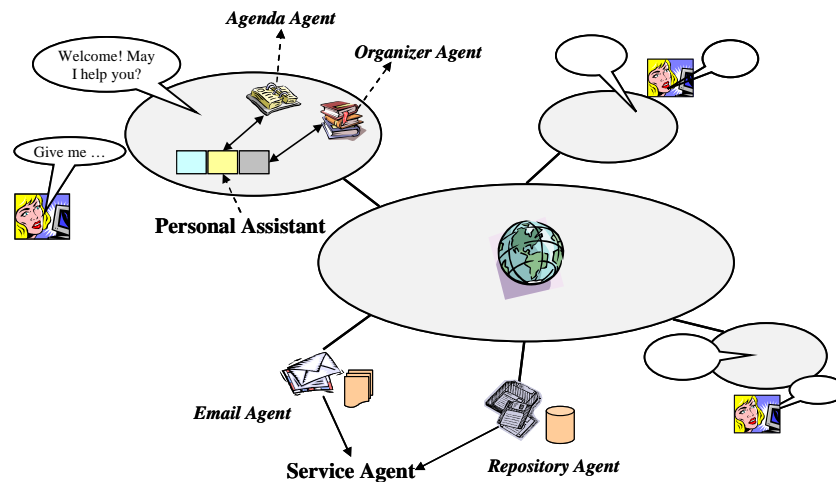 Agenda Agent
Organizer Agent
Welcome! May
I help you?
Give me …
Personal Assistant
Email Agent
Service Agent
Repository Agent